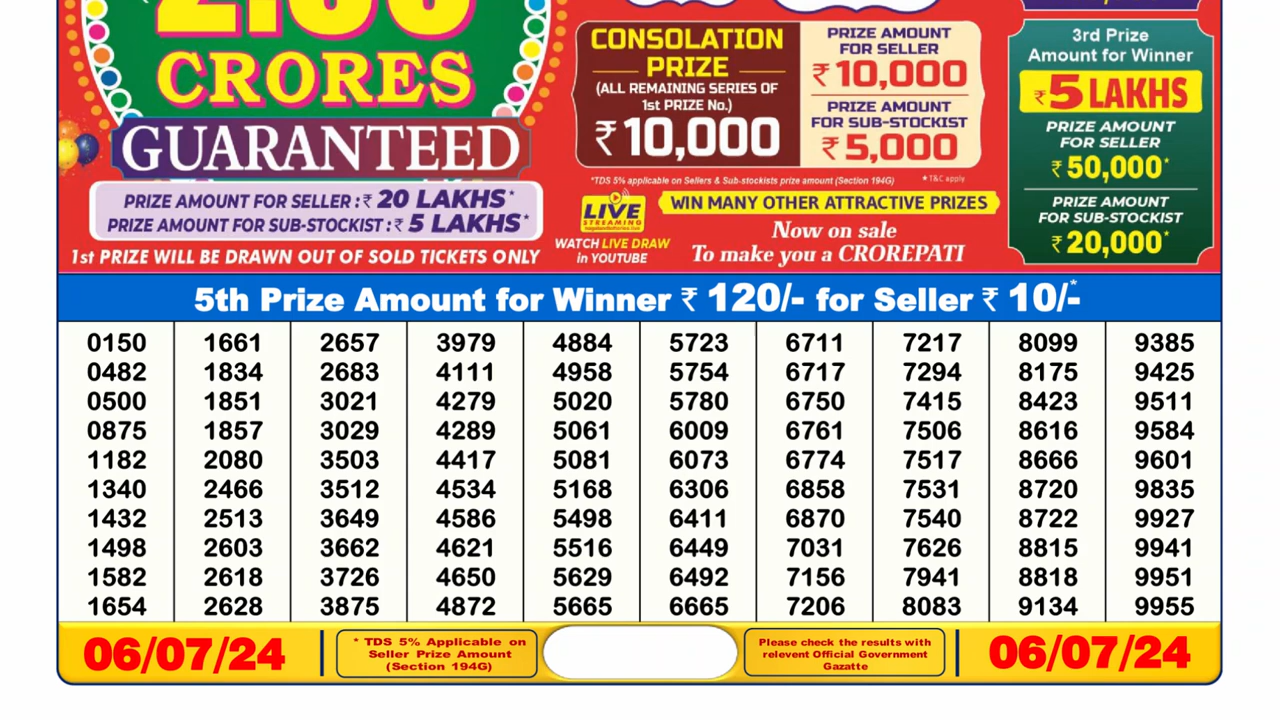 CRORES
GUARANTEED
PRIZE AMOUNT FOR SELLER :₹ 20 LAKHS*
PRIZE AMOUNT FOR SUB-STOCKIST :₹ 5 LAKHS*
1st PRIZE WILL BE DRAWN OUT OF SOLD TICKETS ONLY
CONSOLATION
PRIZE
(ALL REMAINING SERIES OF
1st PRIZE No.)
₹10,000
PRIZE AMOUNT
FOR SELLER
₹10,000
PRIZE AMOUNT
FOR SUB-STOCKIST
₹5,000
*TDS 5% applicable on Sellers & Sub-stockists prize amount (Section 194G)
*T&C apply
LIVE
STREAMING
WATCH LIVE DRAW
in YOUTUBE
WIN MANY OTHER ATTRACTIVE PRIZES
Now on sale
To make you a CROREPATI
3rd Prize
Amount for Winner
₹5 LAKHS
PRIZE AMOUNT
FOR SELLER
₹50,000*
PRIZE AMOUNT
FOR SUB-STOCKIST
₹20,000*
5th Prize Amount for Winner ₹ 120/- for Seller ₹ 10/-*
0150 1661 2657 3979 4884 5723 6711 7217 8099 9385
0482 1834 2683 4111 4958 5754 6717 7294 8175 9425
0500 1851 3021 4279 5020 5780 6750 7415 8423 9511
0875 1857 3029 4289 5061 6009 6761 7506 8616 9584
1182 2080 3503 4417 5081 6073 6774 7517 8666 9601
1340 2466 3512 4534 5168 6306 6858 7531 8720 9835
1432 2513 3649 4586 5498 6411 6870 7540 8722 9927
1498 2603 3662 4621 5516 6449 7031 7626 8815 9941
1582 2618 3726 4650 5629 6492 7156 7941 8818 9951
1654 2628 3875 4872 5665 6665 7206 8083 9134 9955
06/07/24
* TDS 5% Applicable on
Seller Prize Amount
(Section 194G)
Please check the results with
relevent Official Government
Gazatte
06/07/24